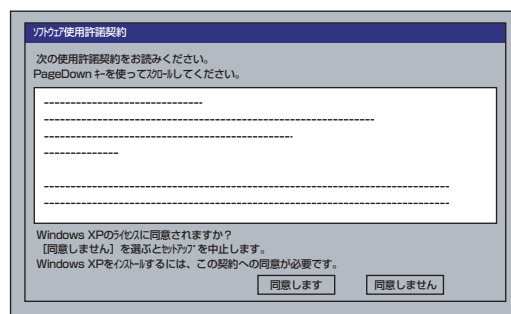 ｿﾌﾄｳｪｱ使用許諾契約
次の使用許諾契約をお読みください。
PageDown ｷｰを使ってｽｸﾛｰﾙしてください。
Windows XPのﾗｲｾﾝｽに同意されますか？
［同意しません］を選ぶとｾｯﾄｱｯﾌﾟを中止します。
Windows XPをｲﾝｽﾄｰﾙするには、この契約への同意が必要です。
同意します 同意しません